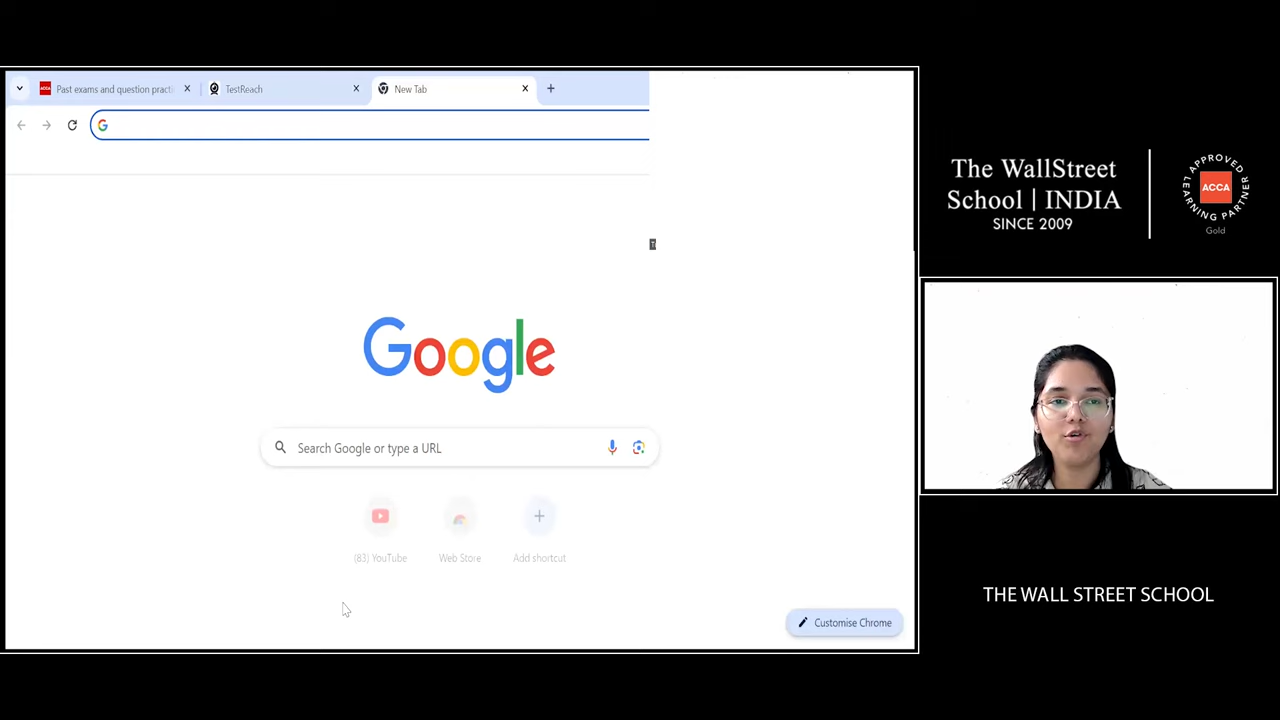 Past exams and question practi
TestReach
New Tab
Google
Search Google or type a URL
(83) YouTube
Web Store
Add shortcut
Customise Chrome
The WallStreet
School | INDIA
SINCE 2009
APPROVED
LEARNING PARTNER
ACCA
Gold
THE WALL STREET SCHOOL